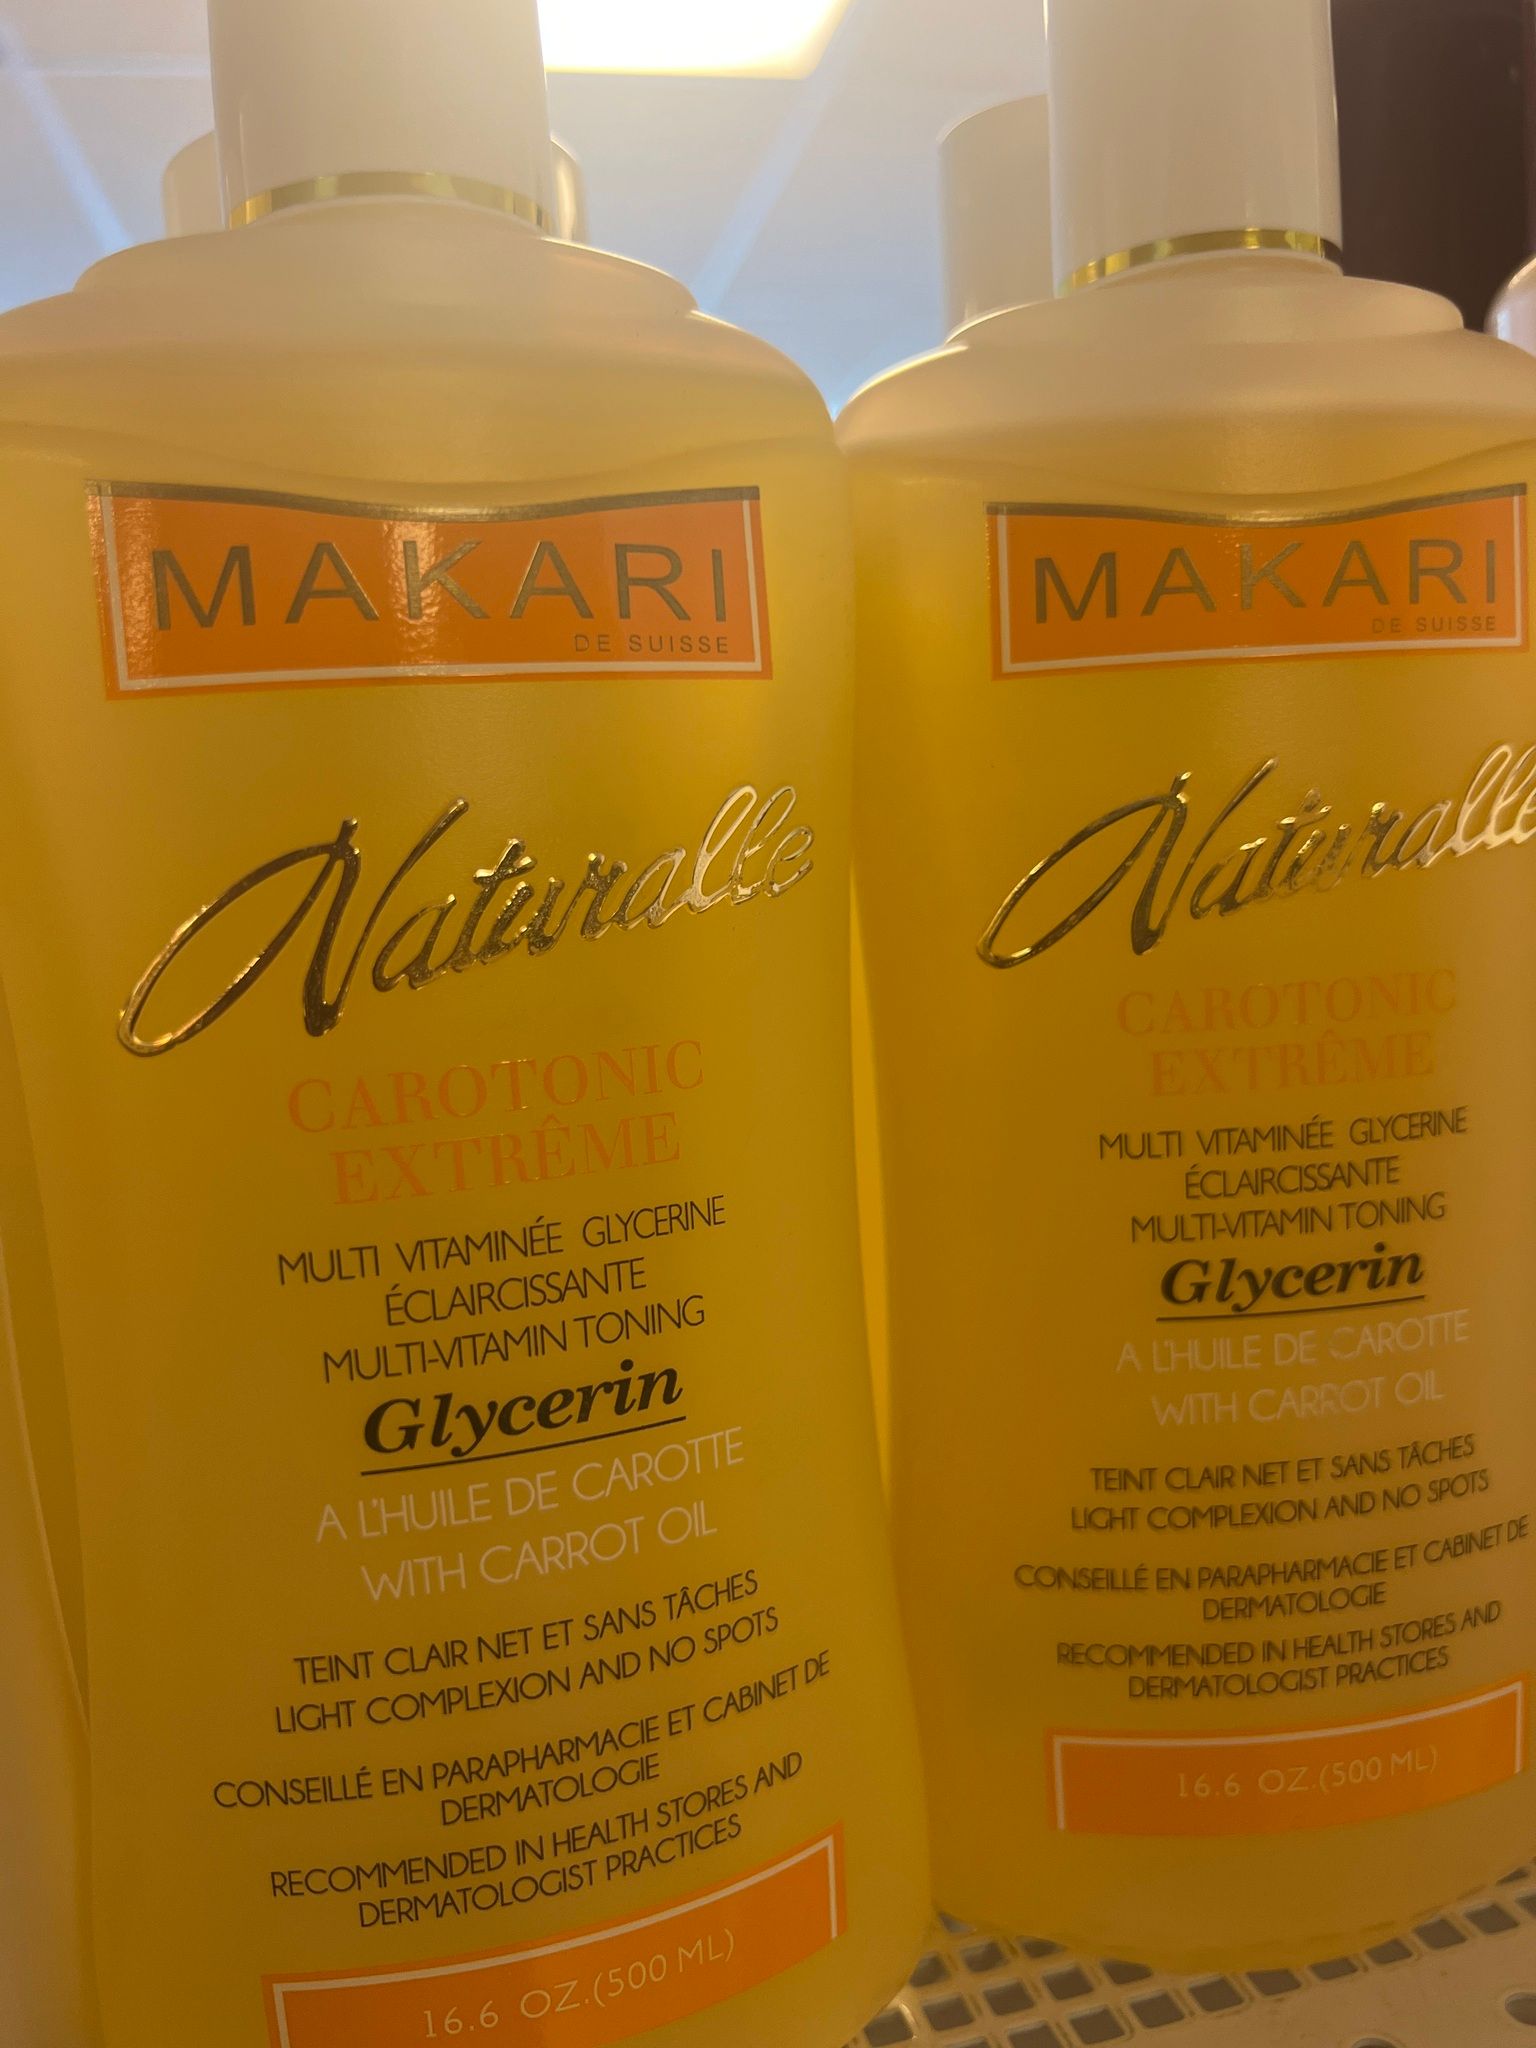 MAKARI
DE SUISSE
Naturalle
CAROTONIC
EXTRÊME
MULTI VITAMINÉE GLYCERINE
ÉCLAIRCISSANTE
MULTI-VITAMIN TONING
Glycerin
A L'HUILE DE CAROTTE
WITH CARROT OIL
TEINT CLAIR NET ET SANS TÂCHES
LIGHT COMPLEXION AND NO SPOTS
CONSEILLÉ EN PARAPHARMACIE ET CABINET DE
DERMATOLOGIE
RECOMMENDED IN HEALTH STORES AND
DERMATOLOGIST PRACTICES
16.6 OZ.(500 ML)
MAKARI
DE SUISSE
Naturalle
CAROTONIC
EXTRÊME
MULTI VITAMINÉE GLYCERINE
ÉCLAIRCISSANTE
MULTI-VITAMIN TONING
Glycerin
A L'HUILE DE CAROTTE
WITH CARROT OIL
TEINT CLAIR NET ET SANS TÂCHES
LIGHT COMPLEXION AND NO SPOTS
CONSEILLÉ EN PARAPHARMACIE ET CABINET DE
DERMATOLOGIE
RECOMMENDED IN HEALTH STORES AND
DERMATOLOGIST PRACTICES
16.6 OZ.(500 ML)